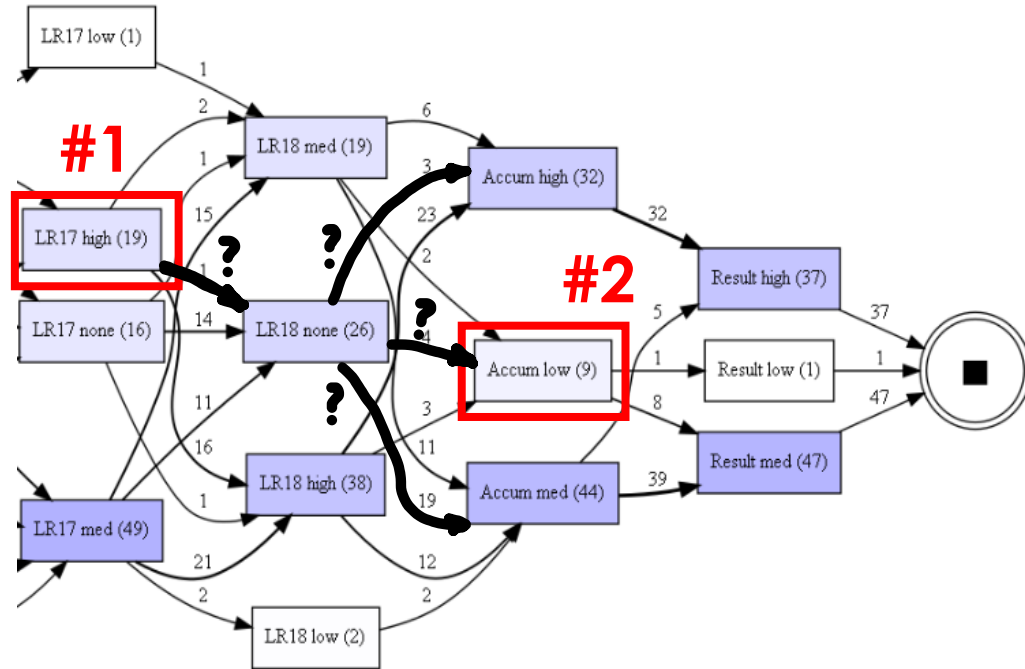 LR17 low (1)
1
2
6
#1
LR18 med (19)
1
3
Accum high (32)
15
23
32
LR17 high (19)
?
?
2
Result high (37)
1
#2
5
37
LR17 none (16)
14
LR18 none (26)
?
4
Accum low (9)
1
Result low (1)
1
?
47
11
3
8
16
11
Result med (47)
LR18 high (38)
Accum med (44)
39
1
19
LR17 med (49)
21
12
2
2
LR18 low (2)